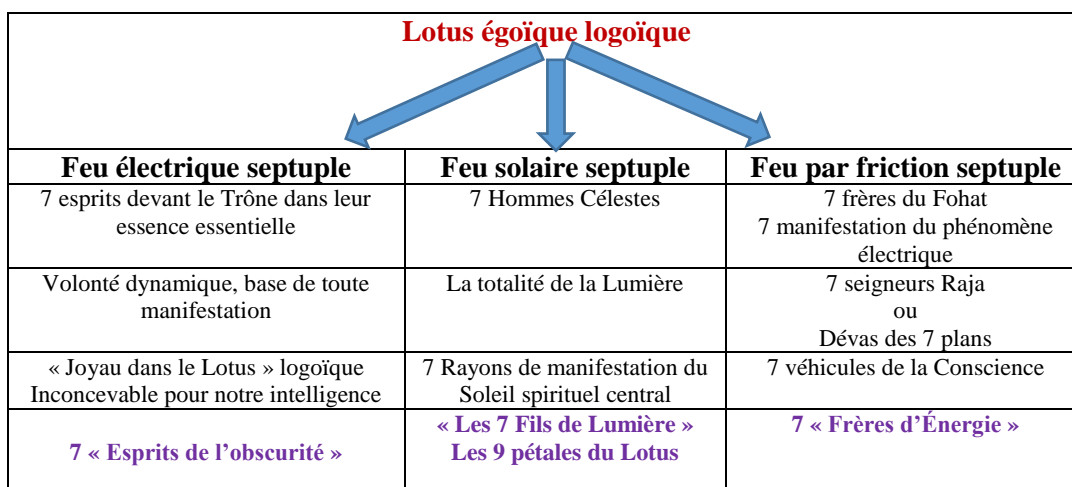 Lotus égoïque logoïque
Feu électrique septuple
Feu solaire septuple
Feu par friction septuple
7 esprits devant le Trône dans leur
essence essentielle
7 Hommes Célestes
7 frères du Fohat
7 manifestation du phénomène
électrique
Volonté dynamique, base de toute
manifestation
La totalité de la Lumière
7 seigneurs Raja
ou
Dévas des 7 plans
« Joyau dans le Lotus » logoïque
Inconcevable pour notre intelligence
7 Rayons de manifestation du
Soleil spirituel central
7 véhicules de la Conscience
7 « Esprits de l’obscurité »
« Les 7 Fils de Lumière »
Les 9 pétales du Lotus
7 « Frères d’Énergie »